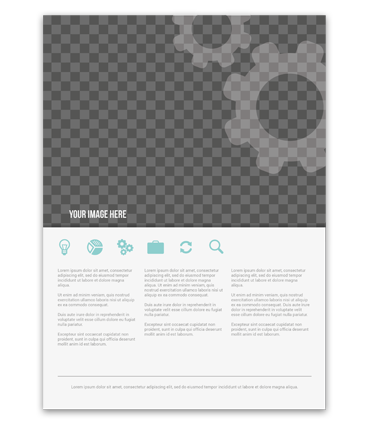 YOUR IMAGE HERE
Lorem ipsum dolor sit amet, consectetur
adipiscing elit, sed do eiusmod tempor
incididunt ut labore et dolore magna
aliqua.
Ut enim ad minim veniam, quis nostrud
exercitation ullamco laboris nisi ut
aliquip ex ea commodo consequat.
Duis aute irure dolor in reprehenderit in
voluptate velit esse cillum dolore eu fugiat
nulla pariatur.
Excepteur sint occaecat cupidatat non
proident, sunt in culpa qui officia deserunt
mollit anim id est laborum.
Lorem ipsum dolor sit amet, consectetur
adipiscing elit, sed do eiusmod tempor
incididunt ut labore et dolore magna
aliqua. Ut enim ad minim veniam, quis
nostrud exercitation ullamco laboris nisi ut
aliquip ex ea commodo consequat.
Duis aute irure dolor in reprehenderit in
voluptate velit esse cillum dolore eu fugiat
nulla pariatur.
Excepteur sint occaecat cupidatat non
proident, sunt in culpa qui officia deserunt
mollit anim id est laborum.
Lorem ipsum dolor sit amet, consectetur
adipiscing elit, sed do eiusmod tempor
incididunt ut labore et dolore magna
aliqua.
Ut enim ad minim veniam, quis nostrud
exercitation ullamco laboris nisi ut aliquip
ex ea commodo consequat. Duis aute irure
dolor in reprehenderit in voluptate velit
esse cillum dolore eu fugiat nulla pariatur.
Excepteur sint occaecat cupidatat non
proident, sunt in culpa qui officia deserunt
mollit anim id est laborum.
Lorem ipsum dolor sit amet, consectetur adipiscing elit, sed do eiusmod tempor incididunt ut labore et dolore magna aliqua.